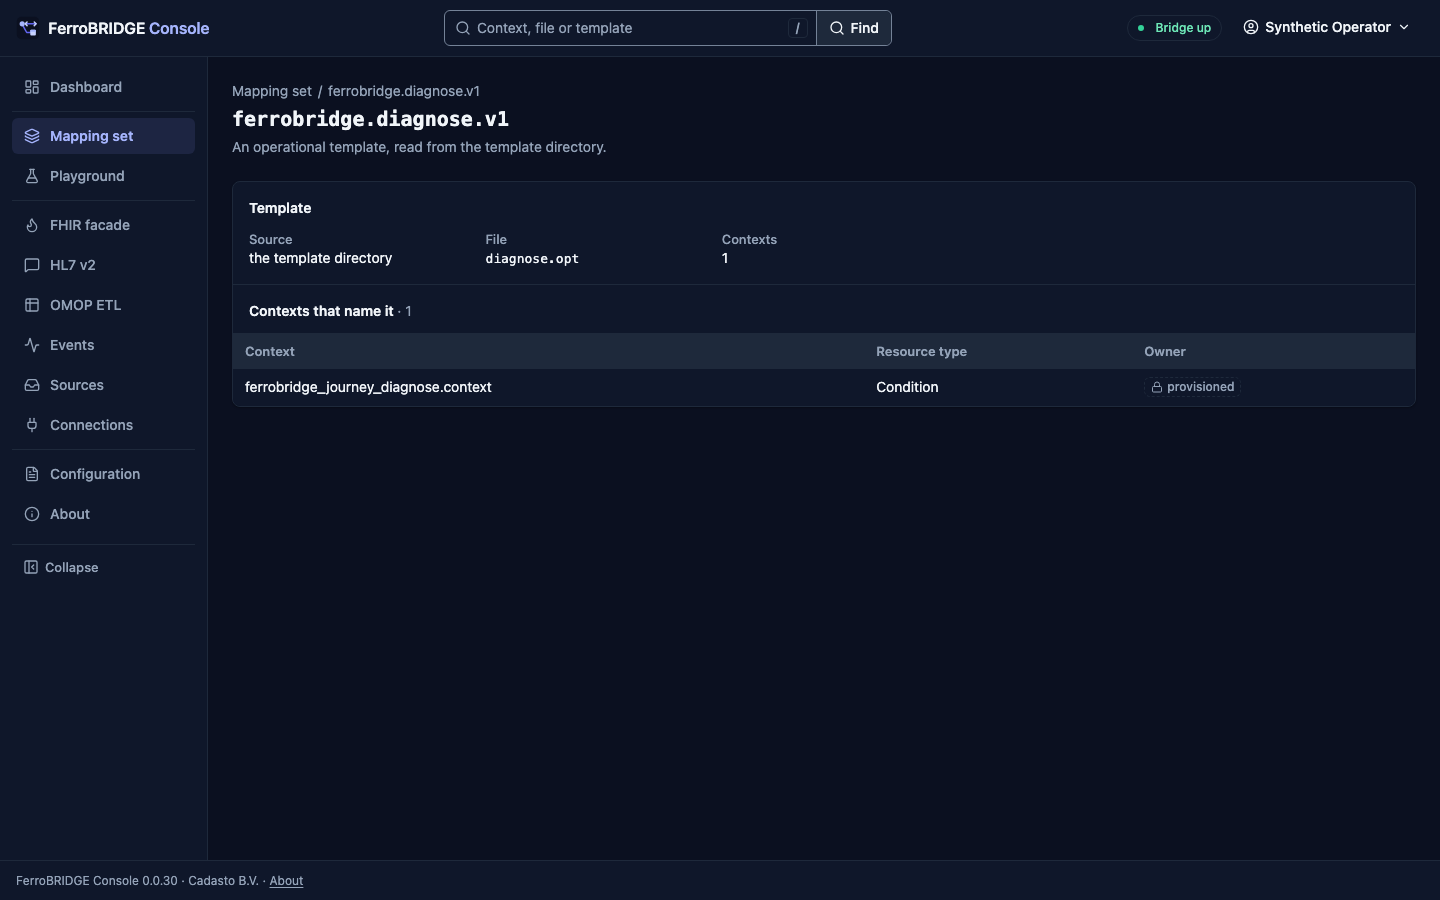 FerroBRIDGE Console
Context, file or template
/
Find
Bridge up
Synthetic Operator
Dashboard
Mapping set
Playground
FHIR facade
HL7 v2
OMOP ETL
Events
Sources
Connections
Configuration
About
Collapse
Mapping set / ferrobridge.diagnose.v1
ferrobridge.diagnose.v1
An operational template, read from the template directory.
Template
Source File Contexts
the template directory diagnose.opt 1
Contexts that name it · 1
Context Resource type Owner
ferrobridge_journey_diagnose.context Condition provisioned
FerroBRIDGE Console 0.0.30 · Cadasto B.V. · About